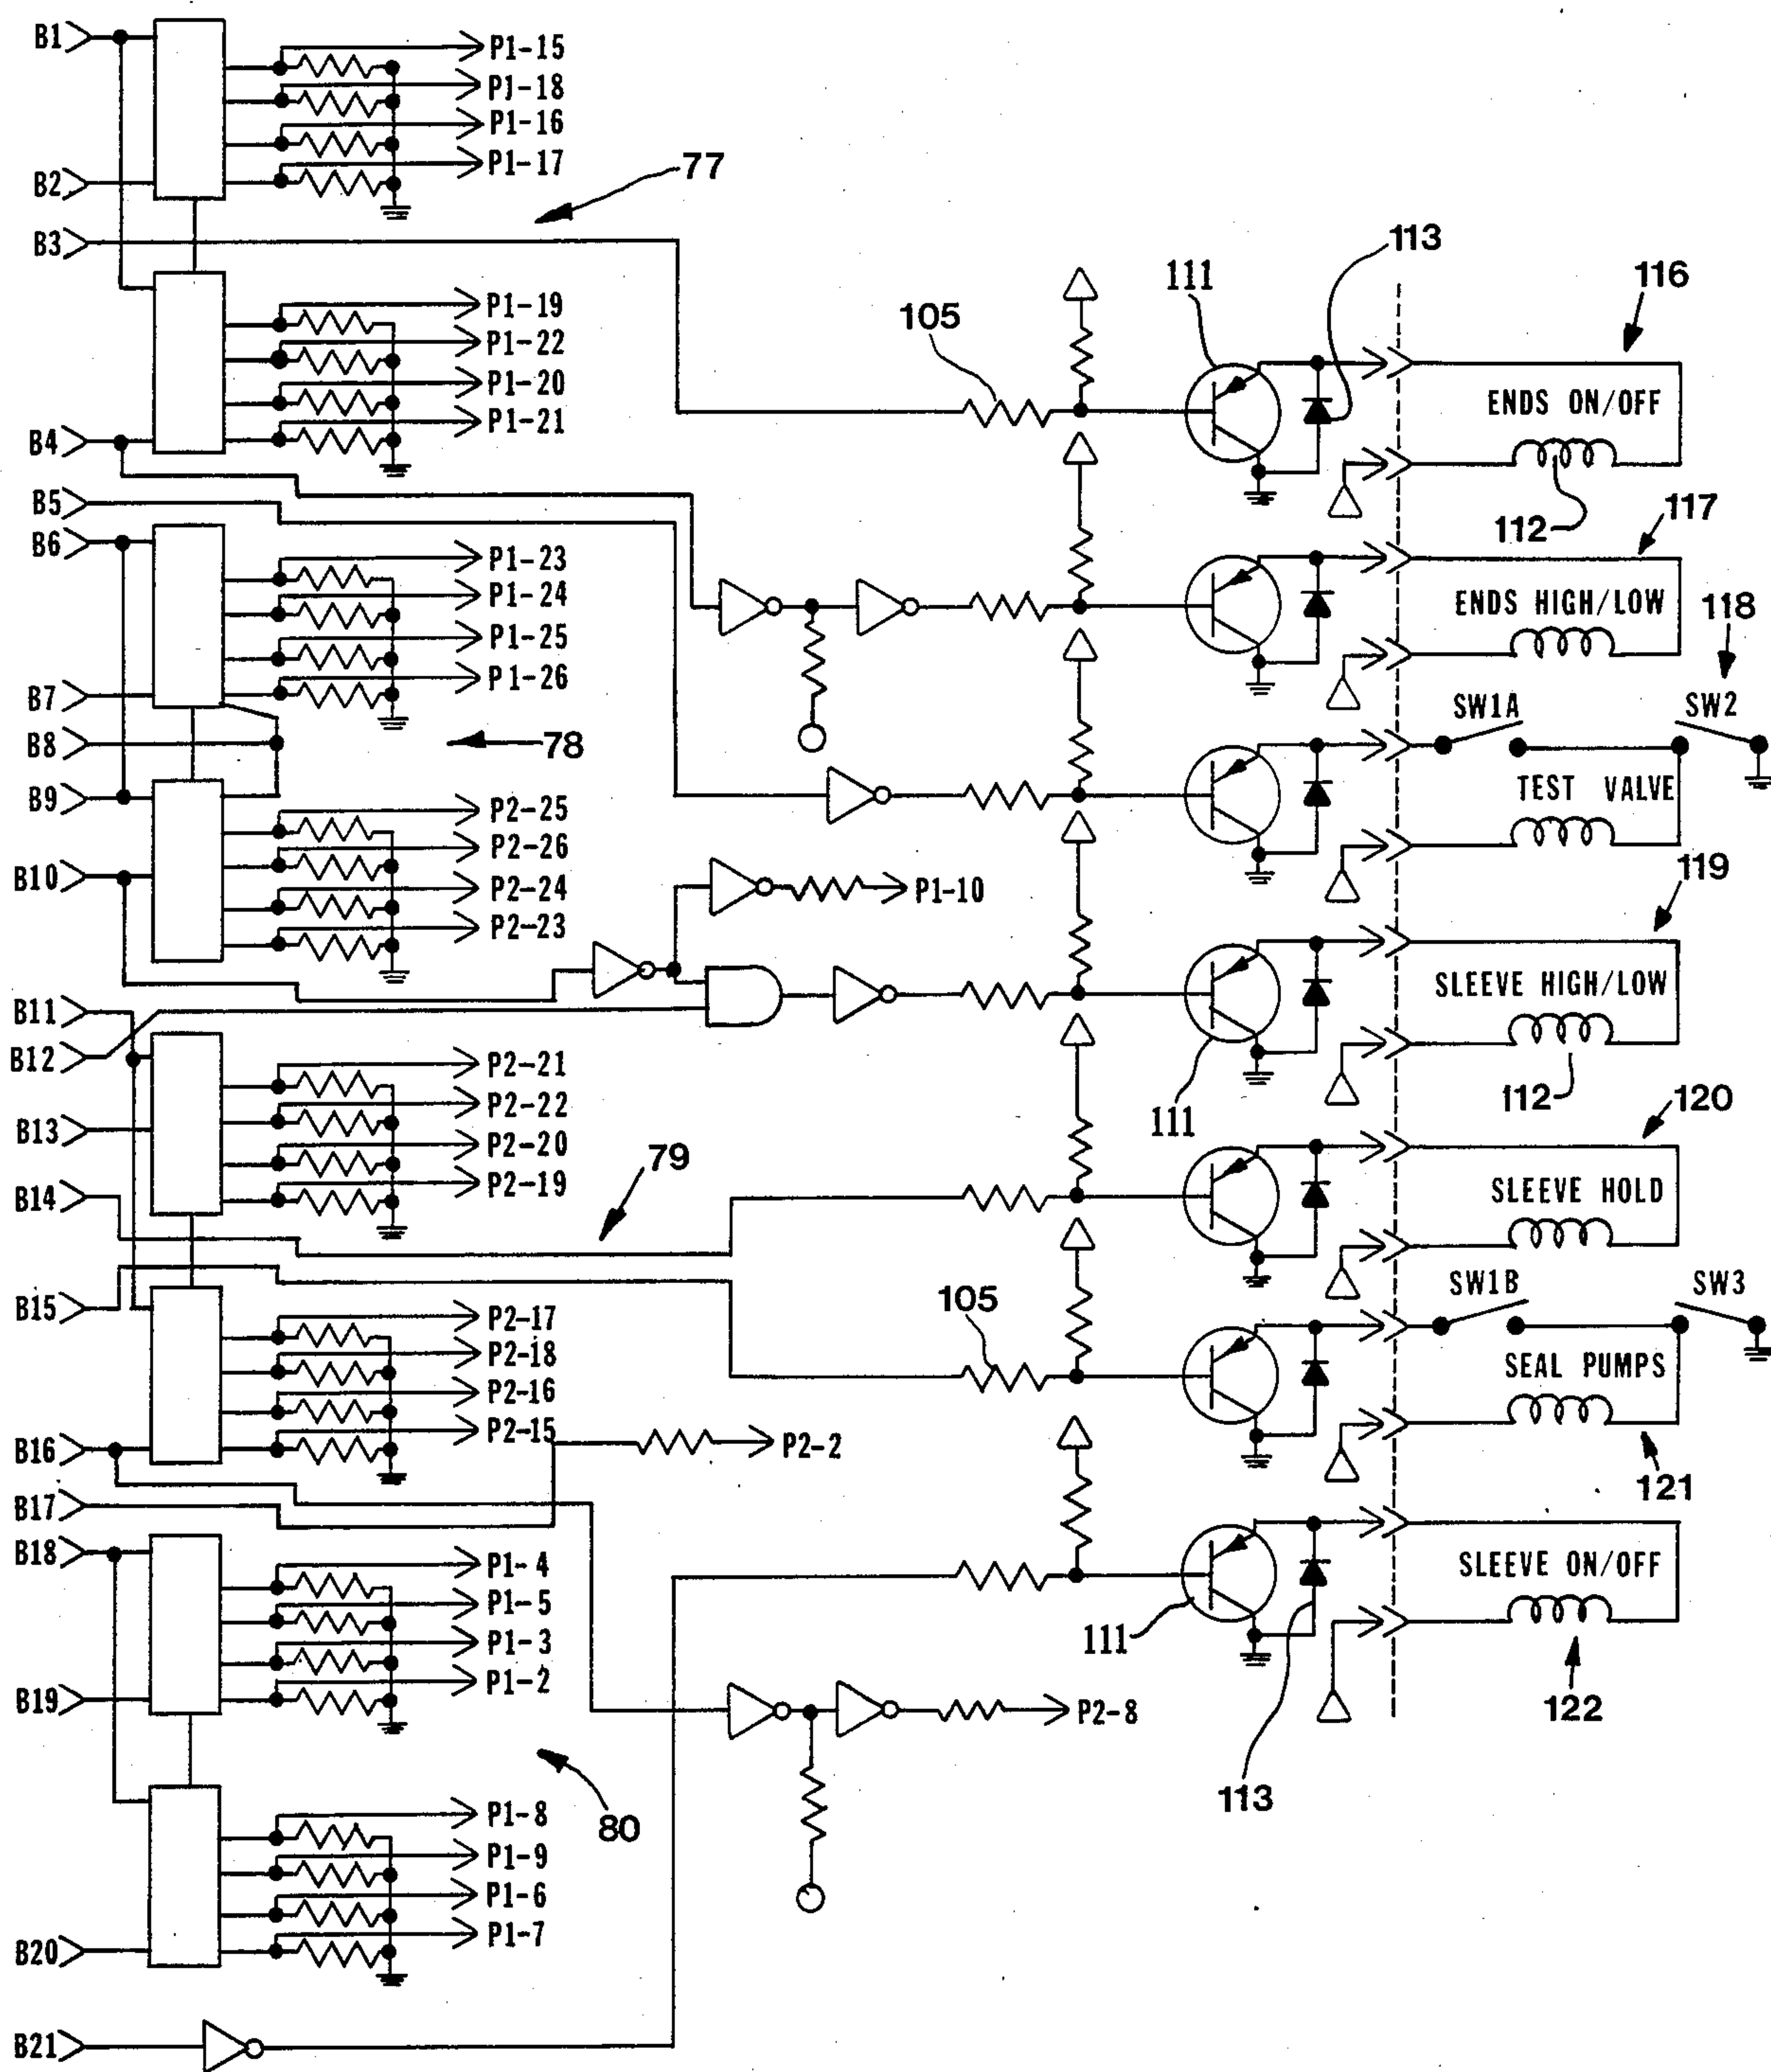 B1
P1-15
P1-18
P1-16
P1-17
B2
77
B3
113
116
111
P1-19
105
P1-22
ENDS ON/OFF
P1-20
P1-21
B4
B5
112
117
B6
P1-23
P1-24
ENDS HIGH/LOW
118
P1-25
P1-26
B7
SW1A
SW2
B8
78
B9
TEST VALVE
P2-25
P2-26
119
B10
P1-10
P2-24
P2-23
SLEEVE HIGH/LOW
B11
B12
P2-21
112
120
P2-22
111
B13
P2-20
79
P2-19
B14
SLEEVE HOLD
B15
105
SW1B
SW3
P2-17
P2-18
SEAL PUMPS
P2-16
P2-15
B16
P2-2
121
B17
B18
P1-4
SLEEVE ON/OFF
P1-5
P1-3
111
P1-2
B19
122
P2-8
113
P1-8
80
P1-9
P1-6
P1-7
B20
B21